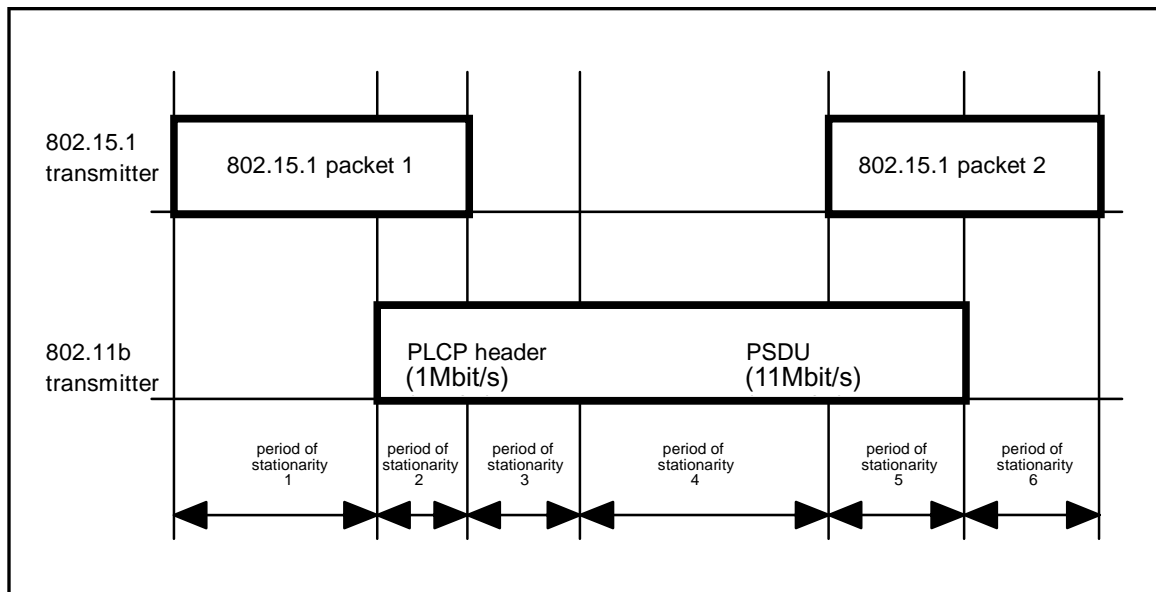 802.15.1
transmitter
802.15.1 packet 1
802.15.1 packet 2
802.11b
transmitter
PLCP header
(1Mbit/s)
PSDU
(11Mbit/s)
period of
stationarity
1
period of
stationarity
2
period of
stationarity
3
period of
stationarity
4
period of
stationarity
5
period of
stationarity
6